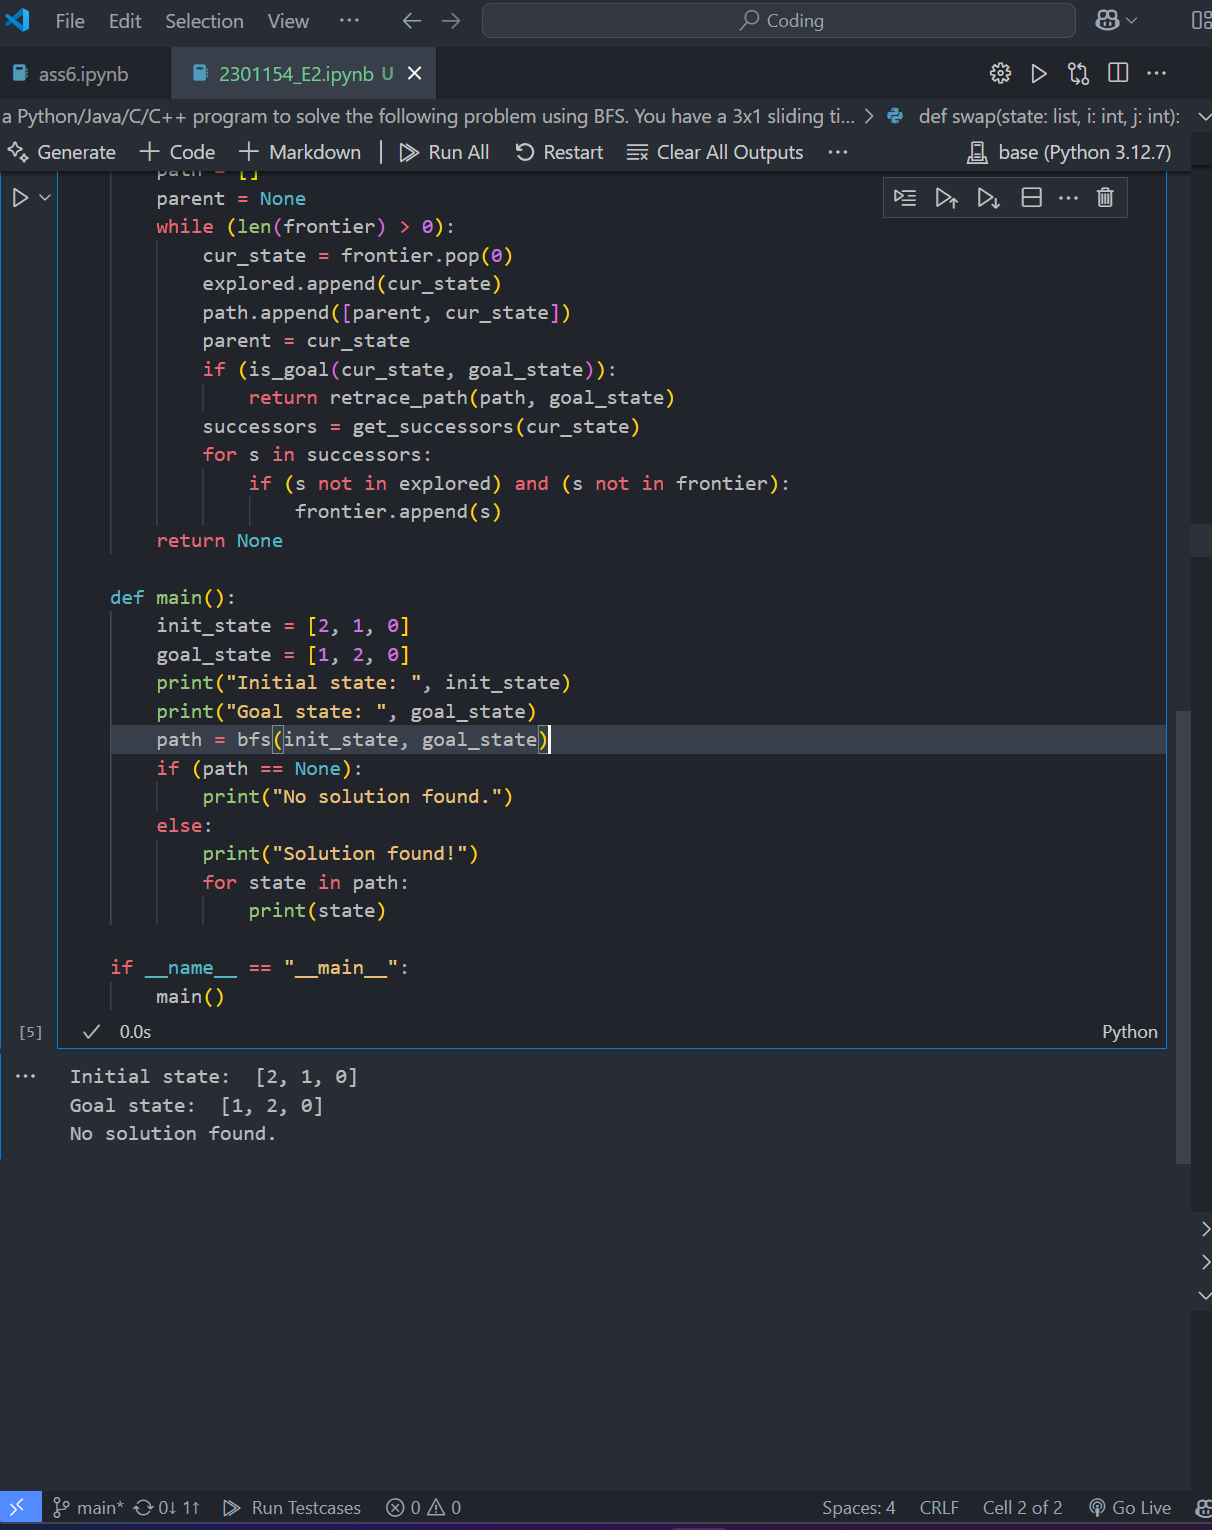 File Edit Selection View ··· Coding
ass6.ipynb 2301154_E2.ipynb U
a Python/Java/C/C++ program to solve the following problem using BFS. You have a 3x1 sliding ti... > def swap(state: list, i: int, j: int):
Generate + Code + Markdown | Run All Restart Clear All Outputs ··· base (Python 3.12.7)
path = []
parent = None
while (len(frontier) > 0):
cur_state = frontier.pop(0)
explored.append(cur_state)
path.append([parent, cur_state])
parent = cur_state
if (is_goal(cur_state, goal_state)):
return retrace_path(path, goal_state)
successors = get_successors(cur_state)
for s in successors:
if (s not in explored) and (s not in frontier):
frontier.append(s)
return None
def main():
init_state = [2, 1, 0]
goal_state = [1, 2, 0]
print("Initial state: ", init_state)
print("Goal state: ", goal_state)
path = bfs(init_state, goal_state)
if (path == None):
print("No solution found.")
else:
print("Solution found!")
for state in path:
print(state)
if __name__ == "__main__":
main()
[5] 0.0s Python
Initial state:  [2, 1, 0]
Goal state:  [1, 2, 0]
No solution found.
main* 0↓ 1↑ Run Testcases 0 0 Spaces: 4 CRLF Cell 2 of 2 Go Live